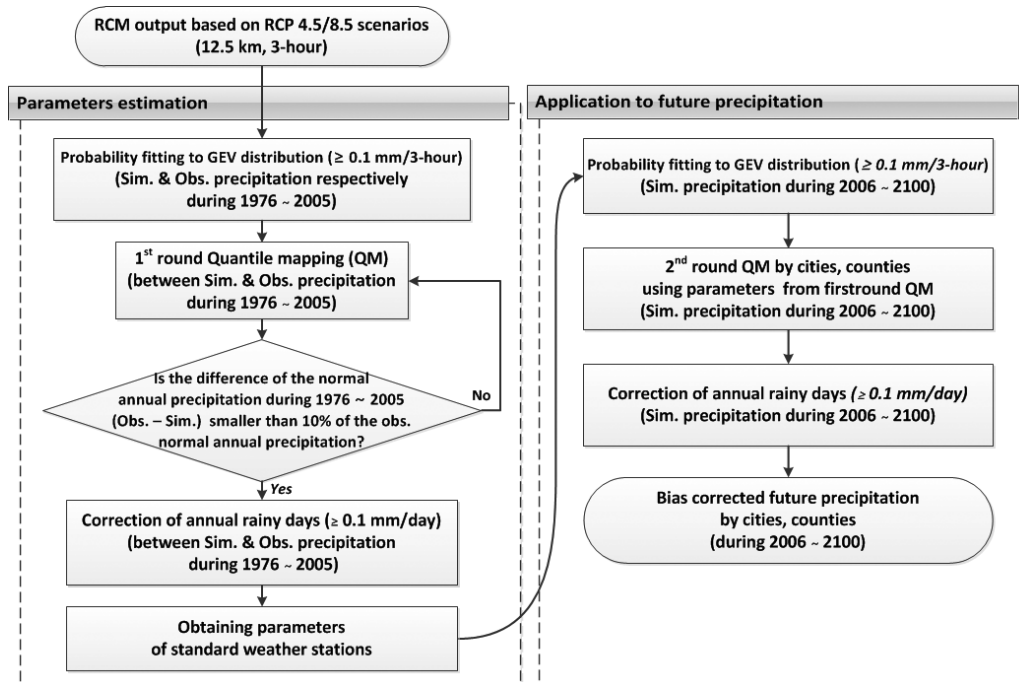 RCM output based on RCP 4.5/8.5 scenarios
(12.5 km, 3-hour)
Parameters estimation
Probability fitting to GEV distribution (≥ 0.1 mm/3-hour)
(Sim. & Obs. precipitation respectively
during 1976 ~ 2005)
1st round Quantile mapping (QM)
(between Sim. & Obs. precipitation
during 1976 ~ 2005)
Is the difference of the normal
annual precipitation during 1976 ~ 2005
(Obs. – Sim.) smaller than 10% of the obs.
normal annual precipitation?
No
Yes
Correction of annual rainy days (≥ 0.1 mm/day)
(between Sim. & Obs. precipitation
during 1976 ~ 2005)
Obtaining parameters
of standard weather stations
Application to future precipitation
Probability fitting to GEV distribution (≥ 0.1 mm/3-hour)
(Sim. precipitation during 2006 ~ 2100)
2nd round QM by cities, counties
using parameters from firstround QM
(Sim. precipitation during 2006 ~ 2100)
Correction of annual rainy days (≥ 0.1 mm/day)
(Sim. precipitation during 2006 ~ 2100)
Bias corrected future precipitation
by cities, counties
(during 2006 ~ 2100)